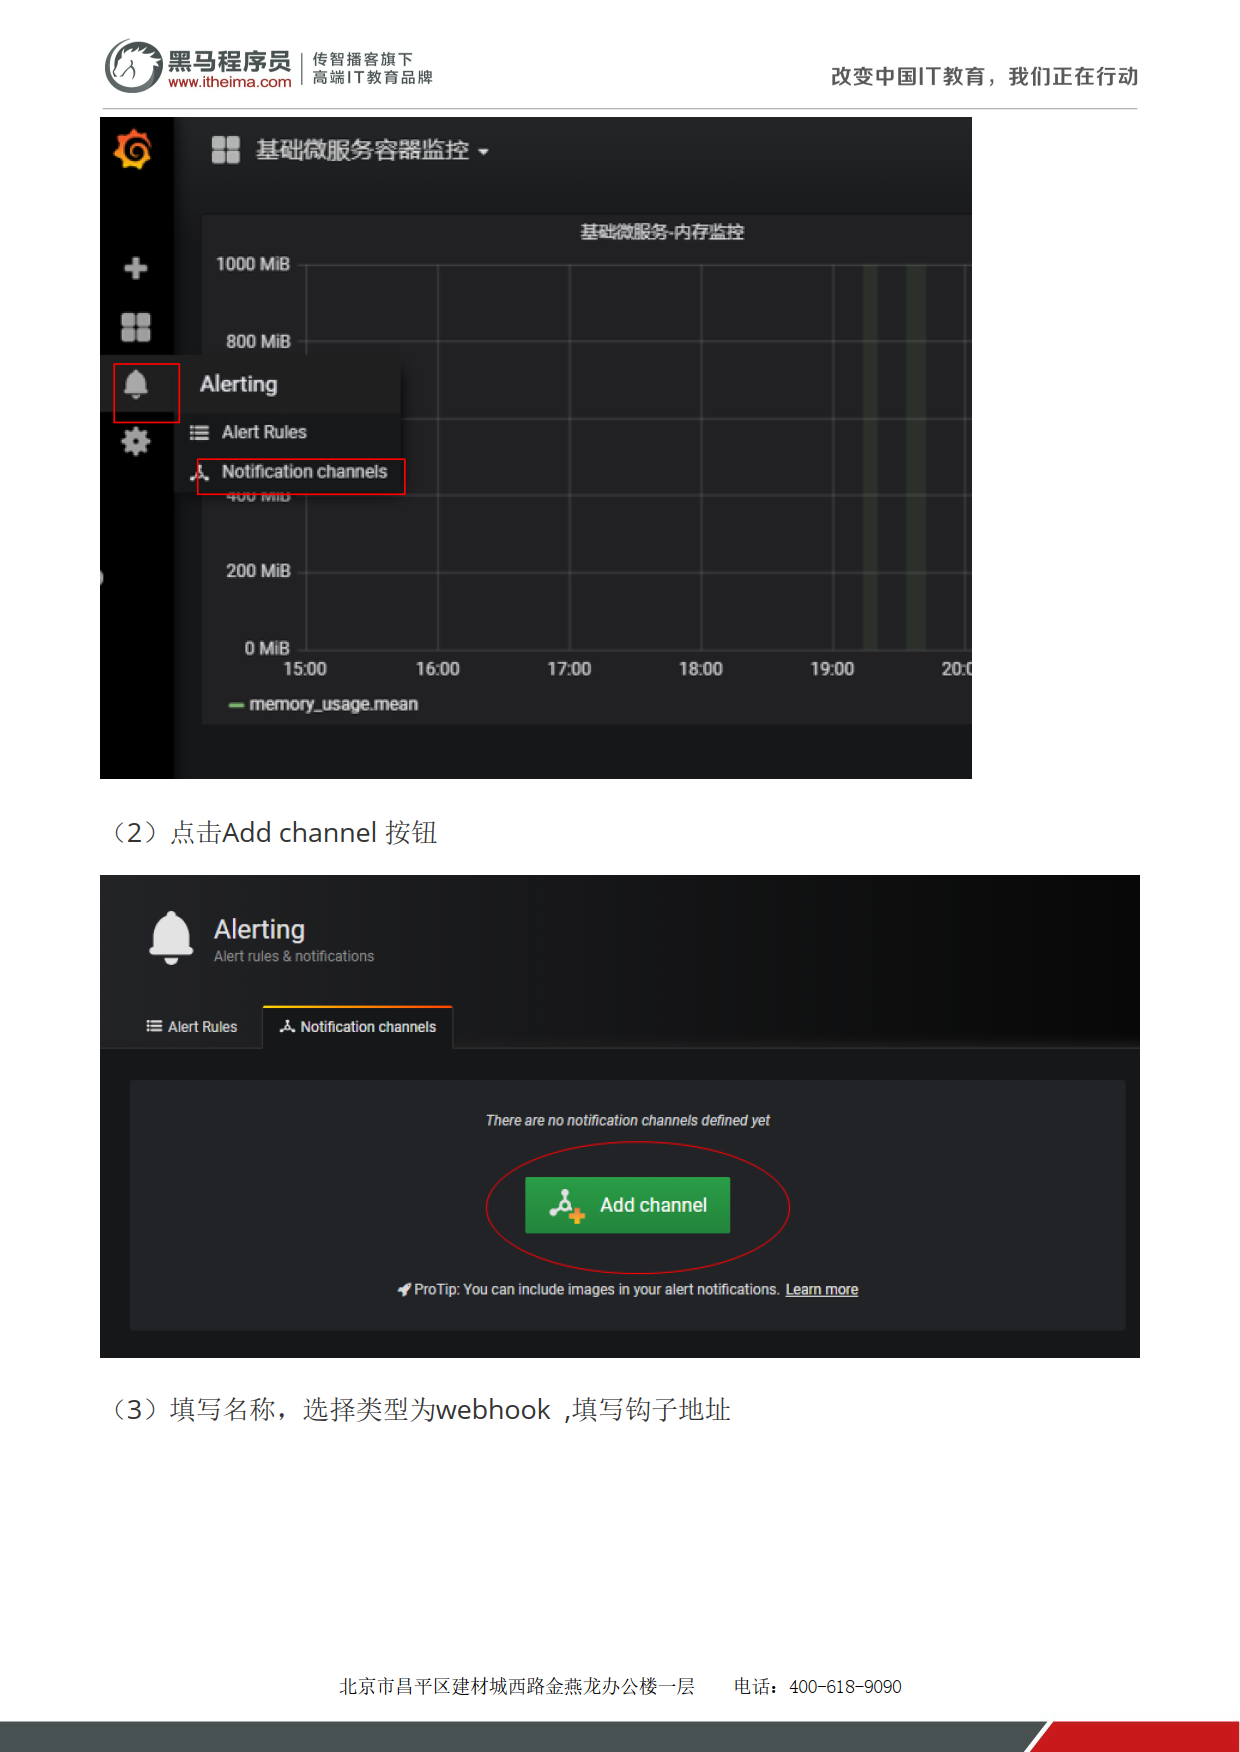 黑马程序员
www.itheima.com
传智播客旗下
高端IT教育品牌
改变中国IT教育，我们正在行动
基础微服务容器监控
基础微服务-内存监控
1000 MiB
800 MiB
Alerting
Alert Rules
Notification channels
400 MiB
200 MiB
0 MiB
15:00 16:00 17:00 18:00 19:00 20:0
memory_usage.mean
（2）点击Add channel 按钮
Alerting
Alert rules & notifications
Alert Rules Notification channels
There are no notification channels defined yet
Add channel
ProTip: You can include images in your alert notifications. Learn more
（3）填写名称，选择类型为webhook ,填写钩子地址
北京市昌平区建材城西路金燕龙办公楼一层 电话：400-618-9090